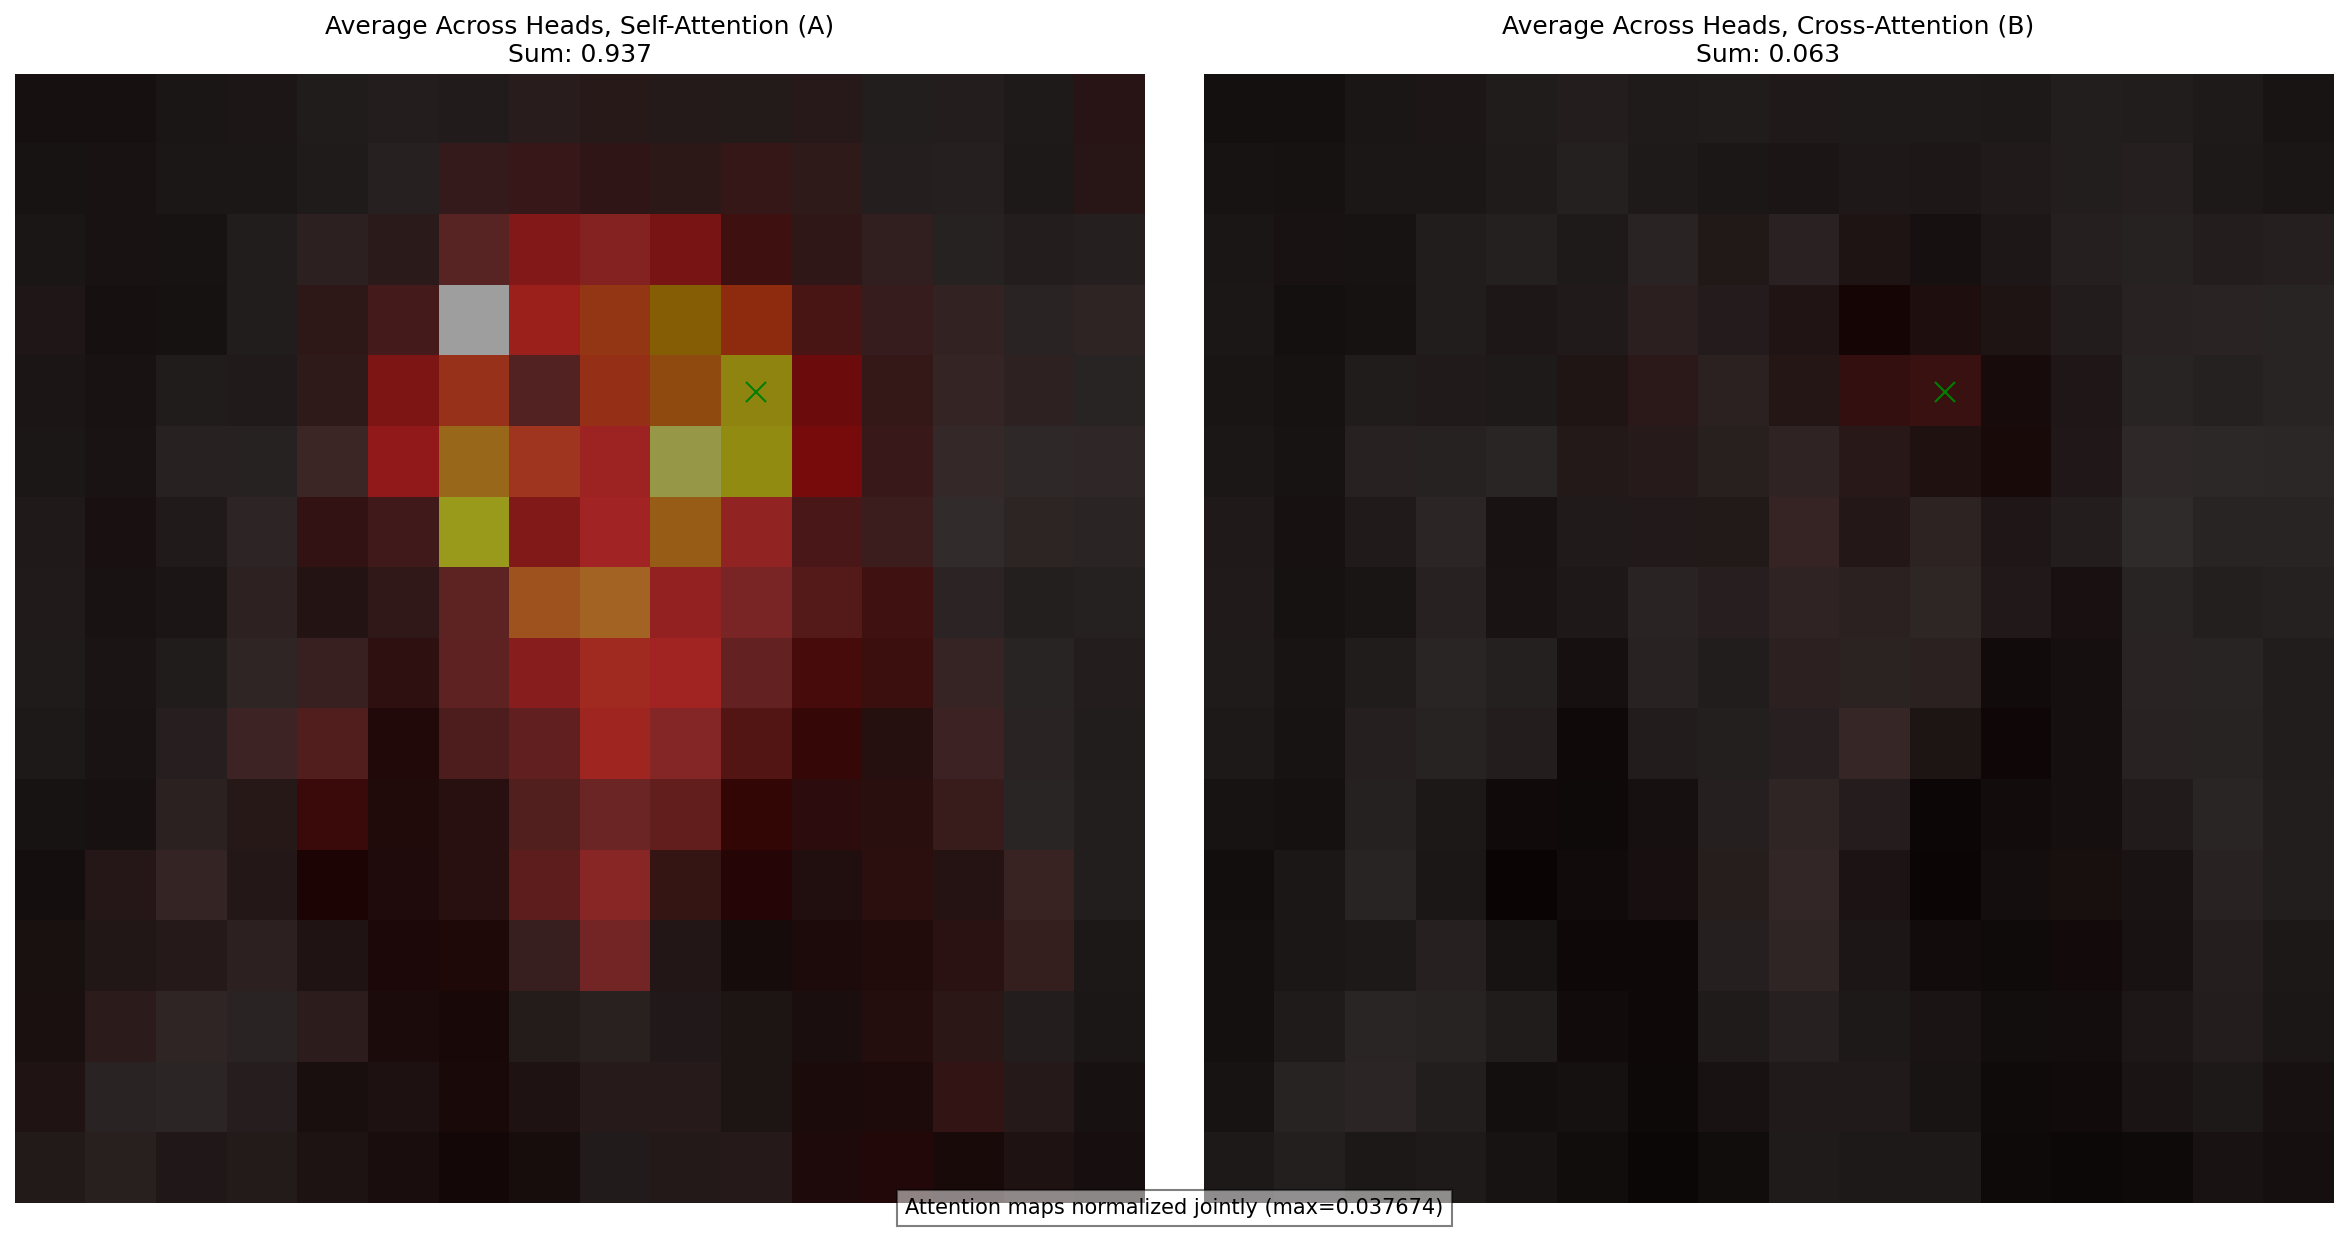 Average Across Heads, Self-Attention (A)
Sum: 0.937
Average Across Heads, Cross-Attention (B)
Sum: 0.063
Attention maps normalized jointly (max=0.037674)